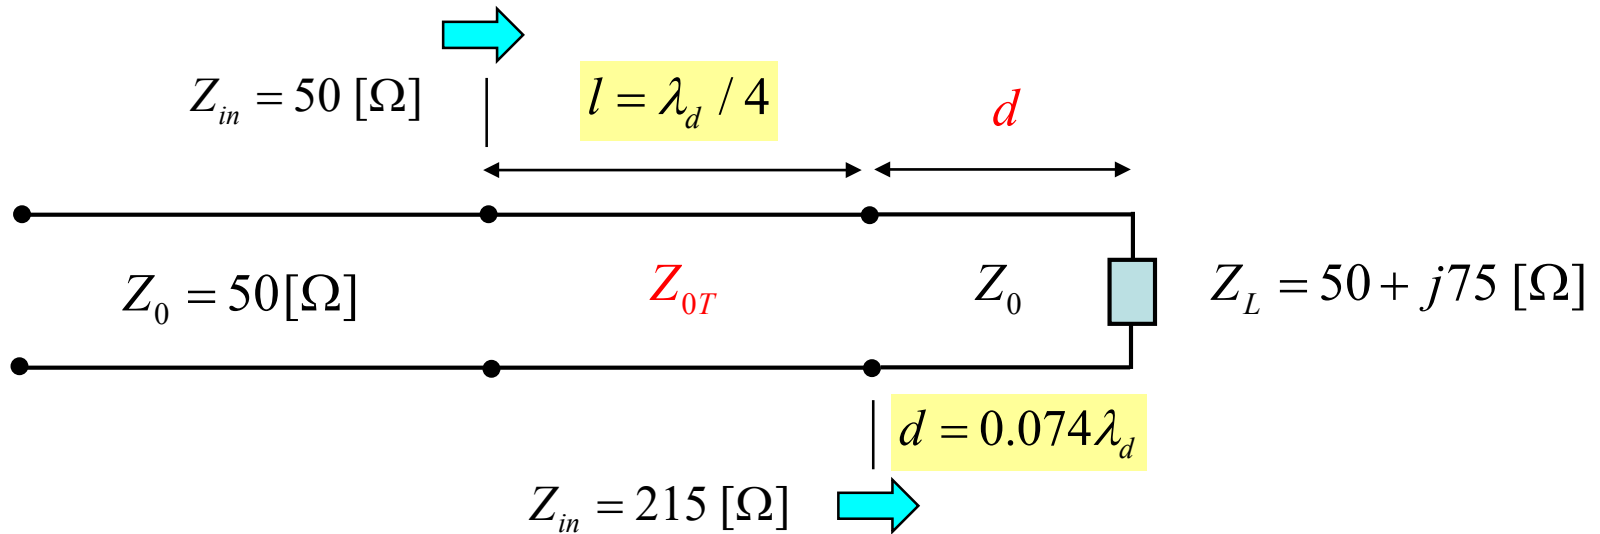 Z_in = 50 [Ω]
l = λ_d / 4
d
Z_0 = 50[Ω]
Z_0T
Z_0
Z_L = 50 + j75 [Ω]
d = 0.074λ_d
Z_in = 215 [Ω]